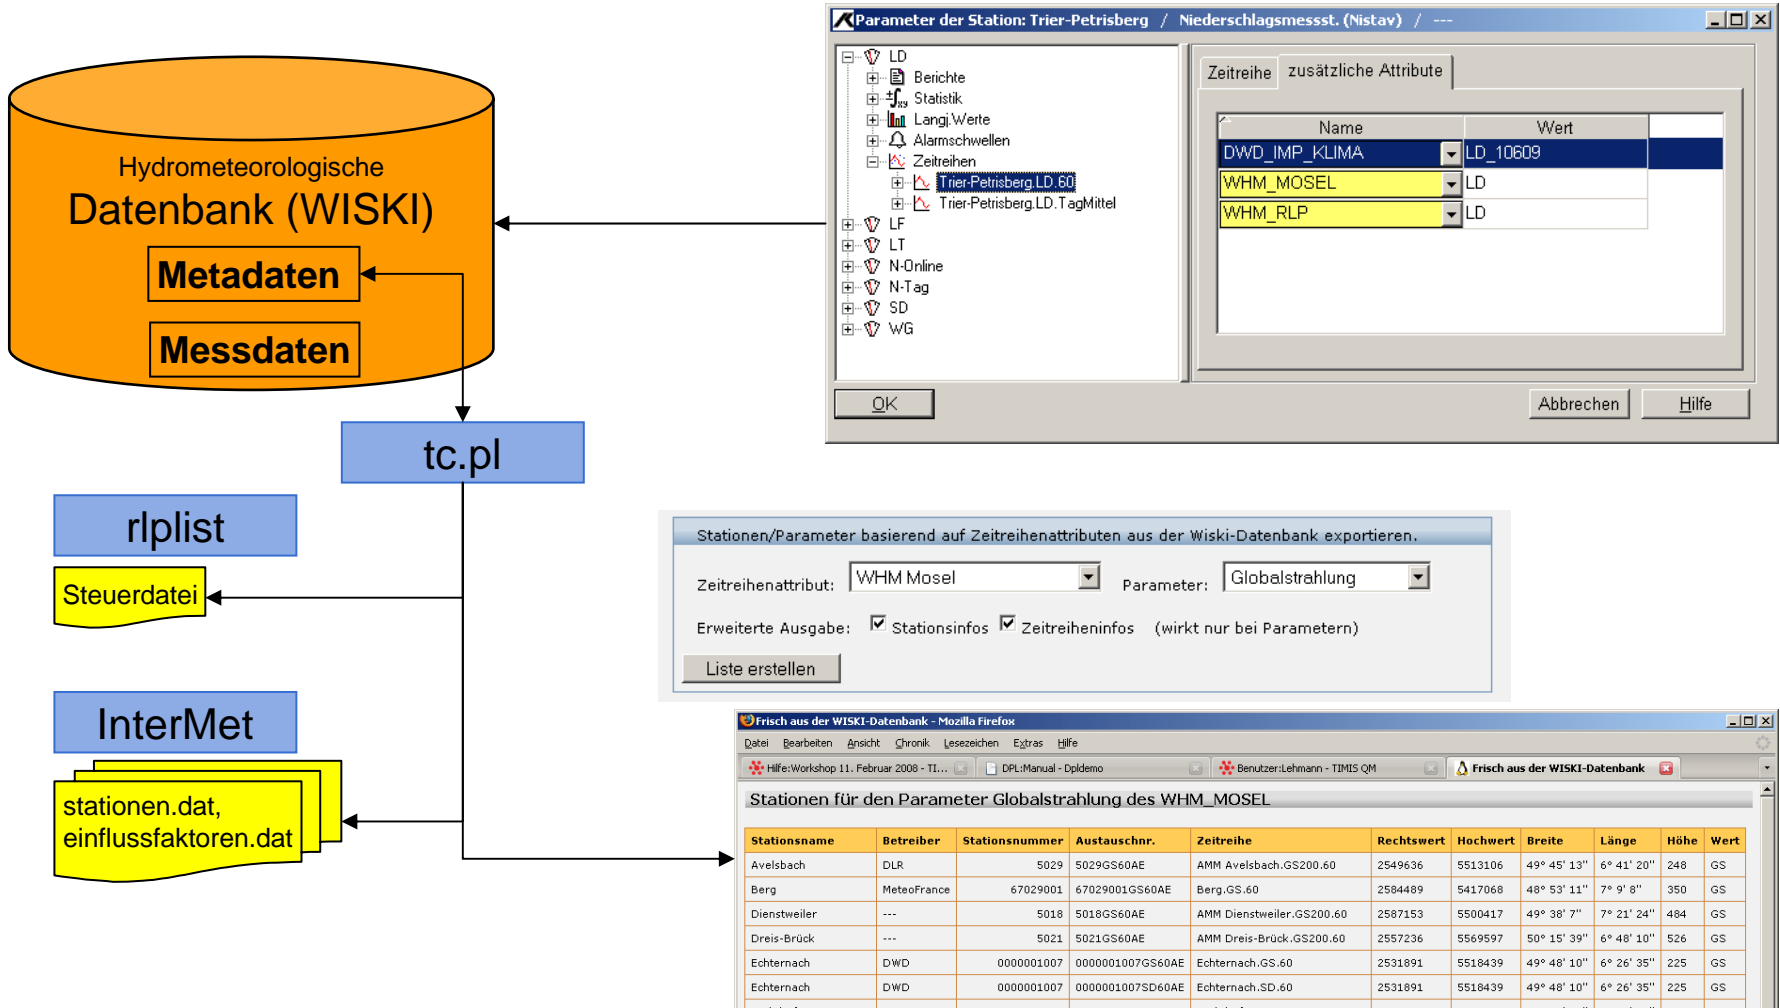 Hydrometeorologische
Datenbank (WISKI)
Metadaten
Messdaten
tc.pl
rlplist
Steuerdatei
InterMet
stationen.dat,
einflussfaktoren.dat
Parameter der Station: Trier-Petrisberg / Niederschlagsmessst. (Nistav) / ---
LD
Berichte
Statistik
Langj.Werte
Alarmschwellen
Zeitreihen
Trier-Petrisberg.LD.60
Trier-Petrisberg.LD.TagMittel
LF
LT
N-Online
N-Tag
SD
WG
Zeitreihe zusätzliche Attribute
Name Wert
DWD_IMP_KLIMA LD_10609
WHM_MOSEL LD
WHM_RLP LD
OK Abbrechen Hilfe
Stationen/Parameter basierend auf Zeitreihenattributen aus der Wiski-Datenbank exportieren.
Zeitreihenattribut: WHM Mosel Parameter: Globalstrahlung
Erweiterte Ausgabe: Stationsinfos Zeitreiheninfos (wirkt nur bei Parametern)
Liste erstellen
Frisch aus der WISKI-Datenbank - Mozilla Firefox
Datei Bearbeiten Ansicht Chronik Lesezeichen Extras Hilfe
Hilfe:Workshop 11. Februar 2008 - TI... DPL:Manual - Dpldemo Benutzer:Lehmann - TIMIS QM Frisch aus der WISKI-Datenbank
Stationen für den Parameter Globalstrahlung des WHM_MOSEL
Stationsname Betreiber Stationsnummer Austauschnr. Zeitreihe Rechtswert Hochwert Breite Länge Höhe Wert
Avelsbach DLR 5029 5029GS60AE AMM Avelsbach.GS200.60 2549636 5513106 49° 45' 13" 6° 41' 20" 248 GS
Berg MeteoFrance 67029001 67029001GS60AE Berg.GS.60 2584489 5417068 48° 53' 11" 7° 9' 8" 350 GS
Dienstweiler --- 5018 5018GS60AE AMM Dienstweiler.GS200.60 2587153 5500417 49° 38' 7" 7° 21' 24" 484 GS
Dreis-Brück --- 5021 5021GS60AE AMM Dreis-Brück.GS200.60 2557236 5569597 50° 15' 39" 6° 48' 10" 526 GS
Echternach DWD 0000001007 0000001007GS60AE Echternach.GS.60 2531891 5518439 49° 48' 10" 6° 26' 35" 225 GS
Echternach DWD 0000001007 0000001007SD60AE Echternach.SD.60 2531891 5518439 49° 48' 10" 6° 26' 35" 225 GS